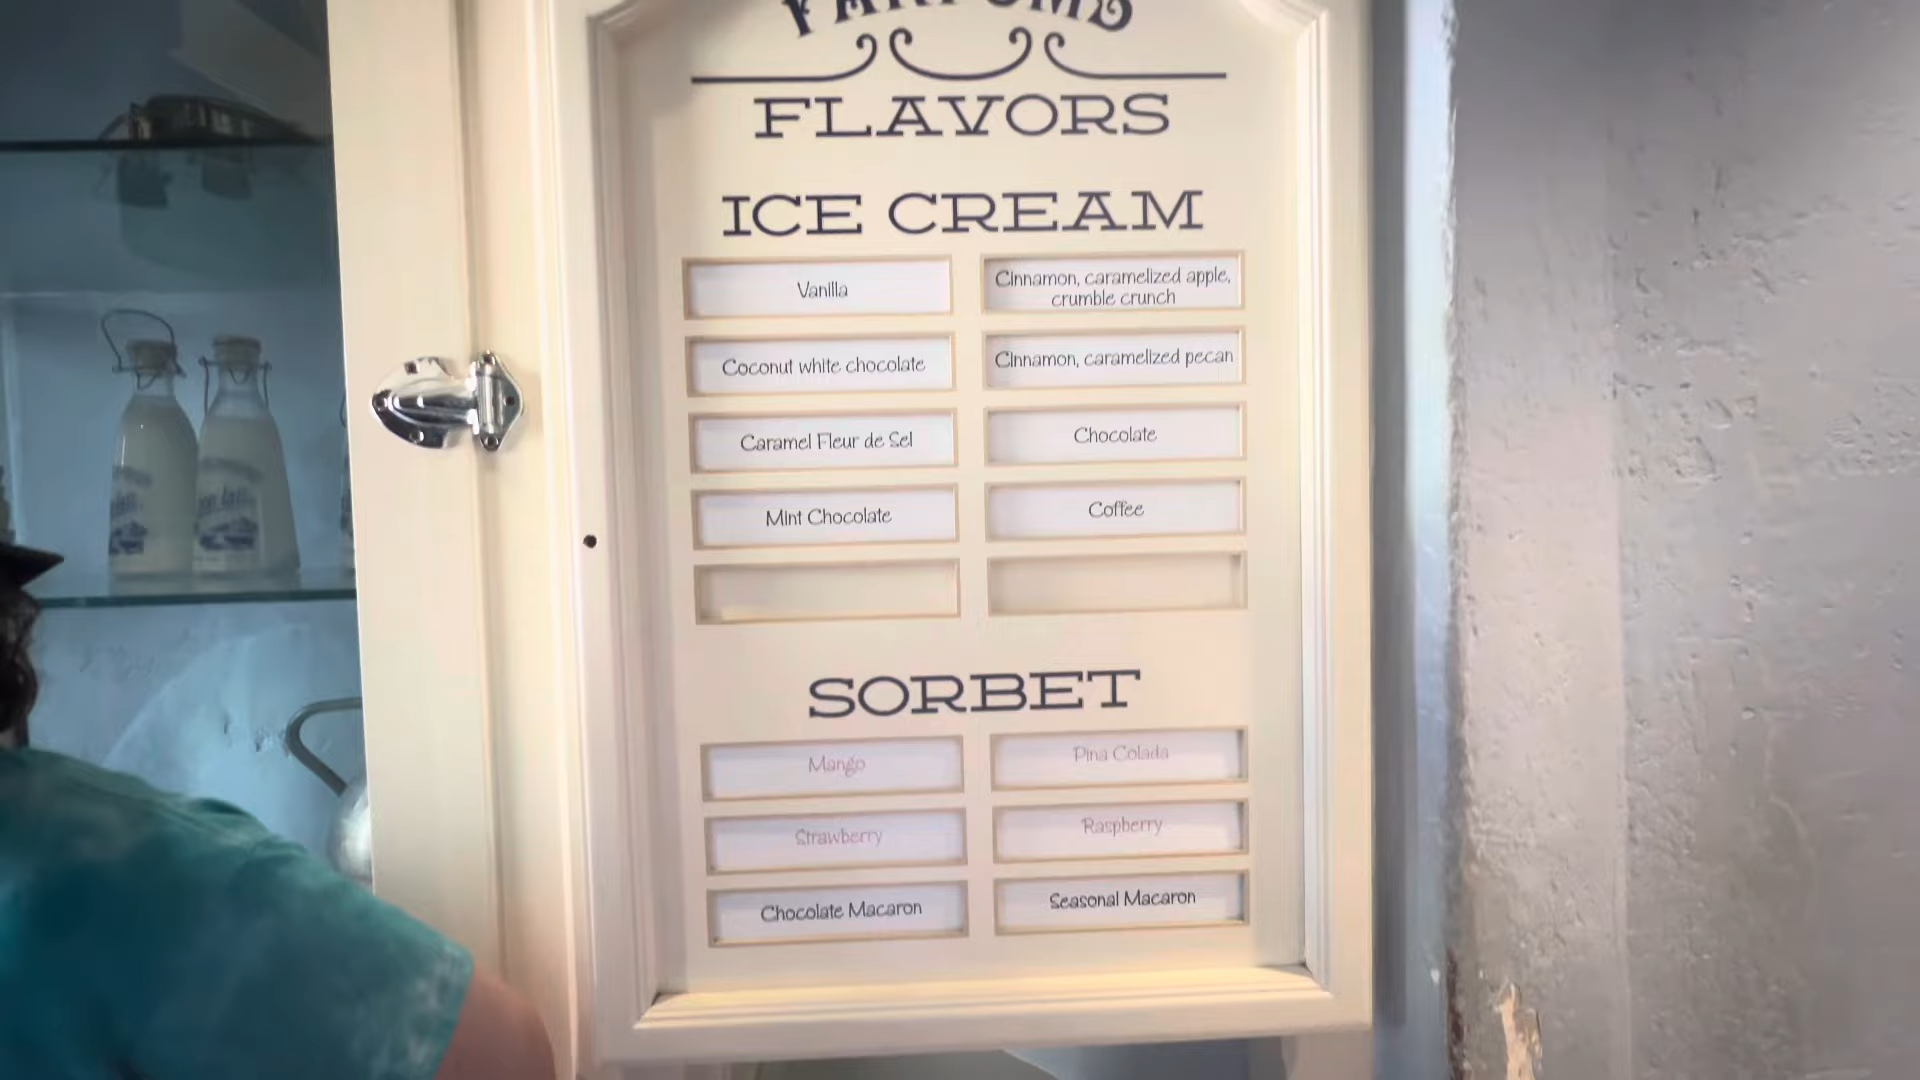 PARFUMS
FLAVORS
ICE CREAM
Vanilla
Cinnamon, caramelized apple,
crumble crunch
Coconut white chocolate
Cinnamon, caramelized pecan
Caramel Fleur de Sel
Chocolate
Mint Chocolate
Coffee
SORBET
Mango
Pina Colada
Strawberry
Raspberry
Chocolate Macaron
Seasonal Macaron